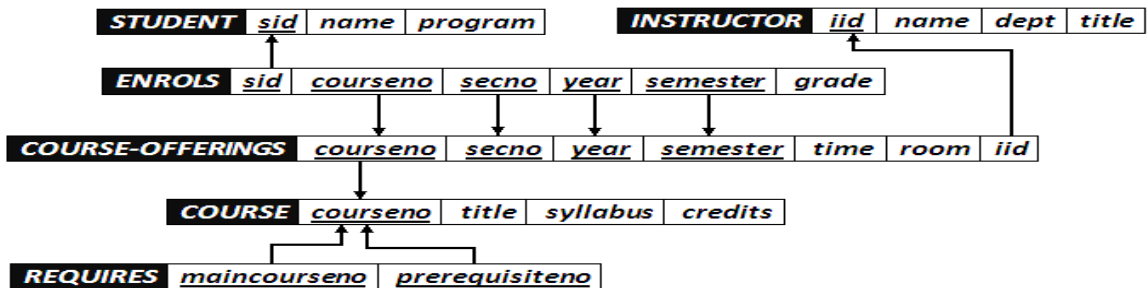 STUDENT sid name program INSTRUCTOR iid name dept title
ENROLS sid courseno secno year semester grade
COURSE-OFFERINGS courseno secno year semester time room iid
COURSE courseno title syllabus credits
REQUIRES maincourseno prerequisiteno